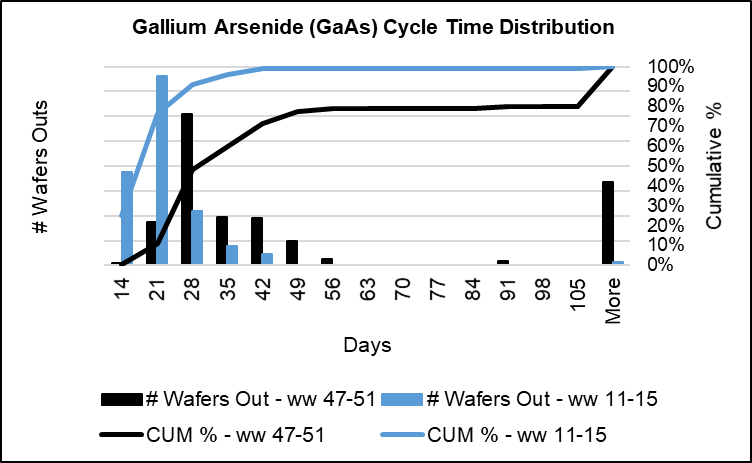 Gallium Arsenide (GaAs) Cycle Time Distribution
# Wafers Outs
100%
90%
80%
70%
60%
50%
40%
30%
20%
10%
0%
Cumulative %
14 21 28 35 42 49 56 63 70 77 84 91 98 105 More
Days
# Wafers Out - ww 47-51 # Wafers Out - ww 11-15
CUM % - ww 47-51 CUM % - ww 11-15